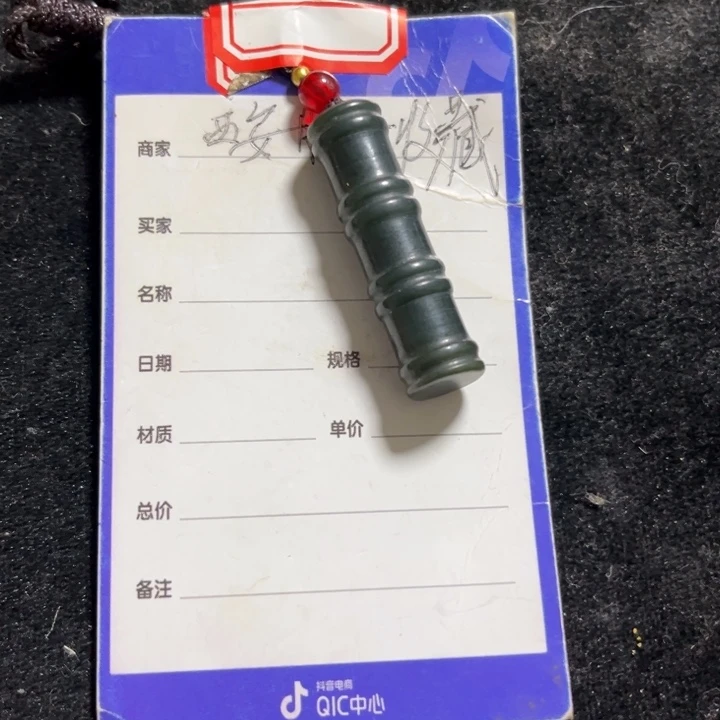 商家 西安 收藏
买家
名称
日期 规格
材质 单价
总价
备注
抖音电商
QIC中心